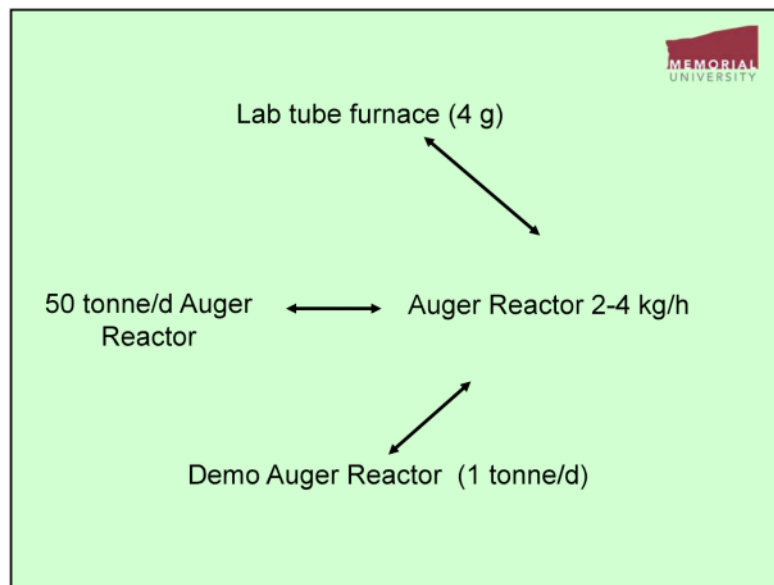 MEMORIAL
UNIVERSITY
Lab tube furnace (4 g)
50 tonne/d Auger
Reactor
Auger Reactor 2-4 kg/h
Demo Auger Reactor (1 tonne/d)